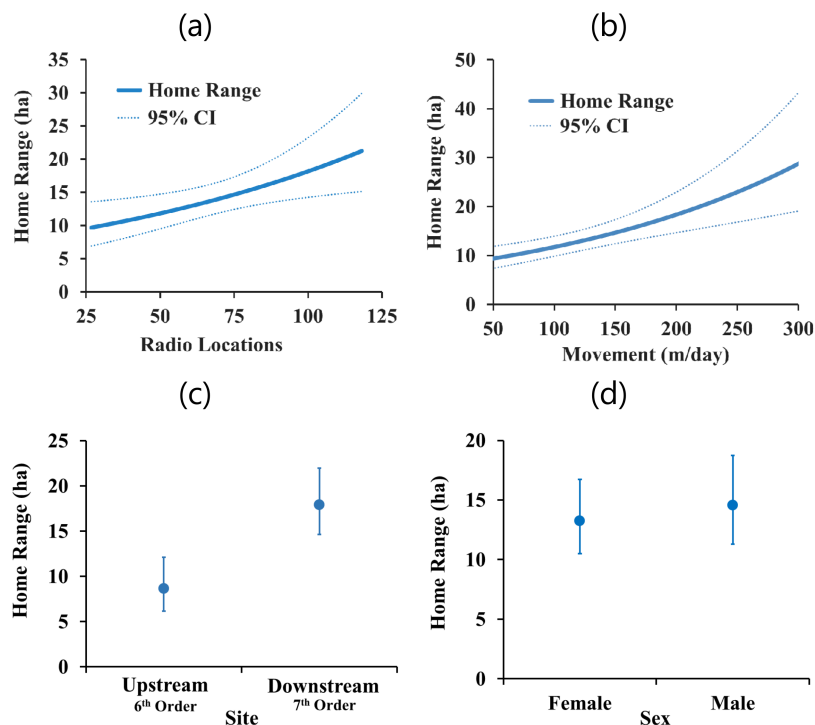 (a)
35
30
25
20
15
10
5
0
Home Range (ha)
Home Range
95% CI
25
50
75
100
125
Radio Locations
(b)
50
40
30
20
10
0
Home Range (ha)
Home Range
95% CI
50
100
150
200
250
300
Movement (m/day)
(c)
25
20
15
10
5
0
Home Range (ha)
Upstream
6th Order
Downstream
7th Order
Site
(d)
20
15
10
5
0
Home Range (ha)
Female
Male
Sex